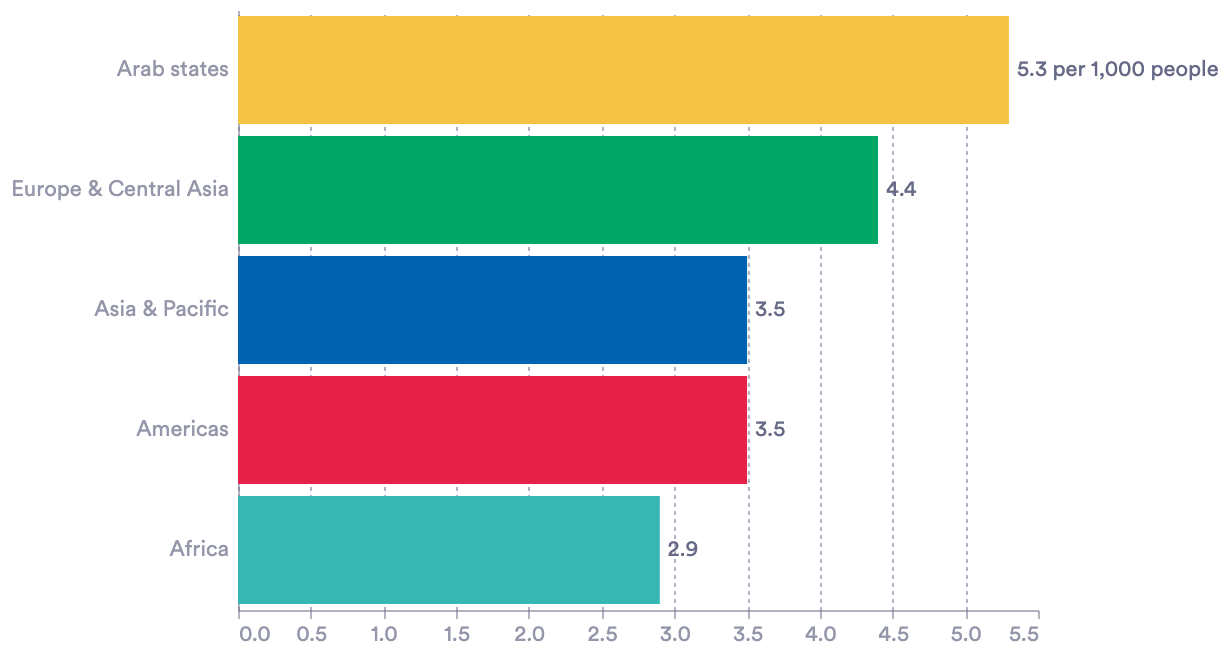 Arab states
5.3 per 1,000 people
Europe & Central Asia
4.4
Asia & Pacific
3.5
Americas
3.5
Africa
2.9
0.0 0.5 1.0 1.5 2.0 2.5 3.0 3.5 4.0 4.5 5.0 5.5